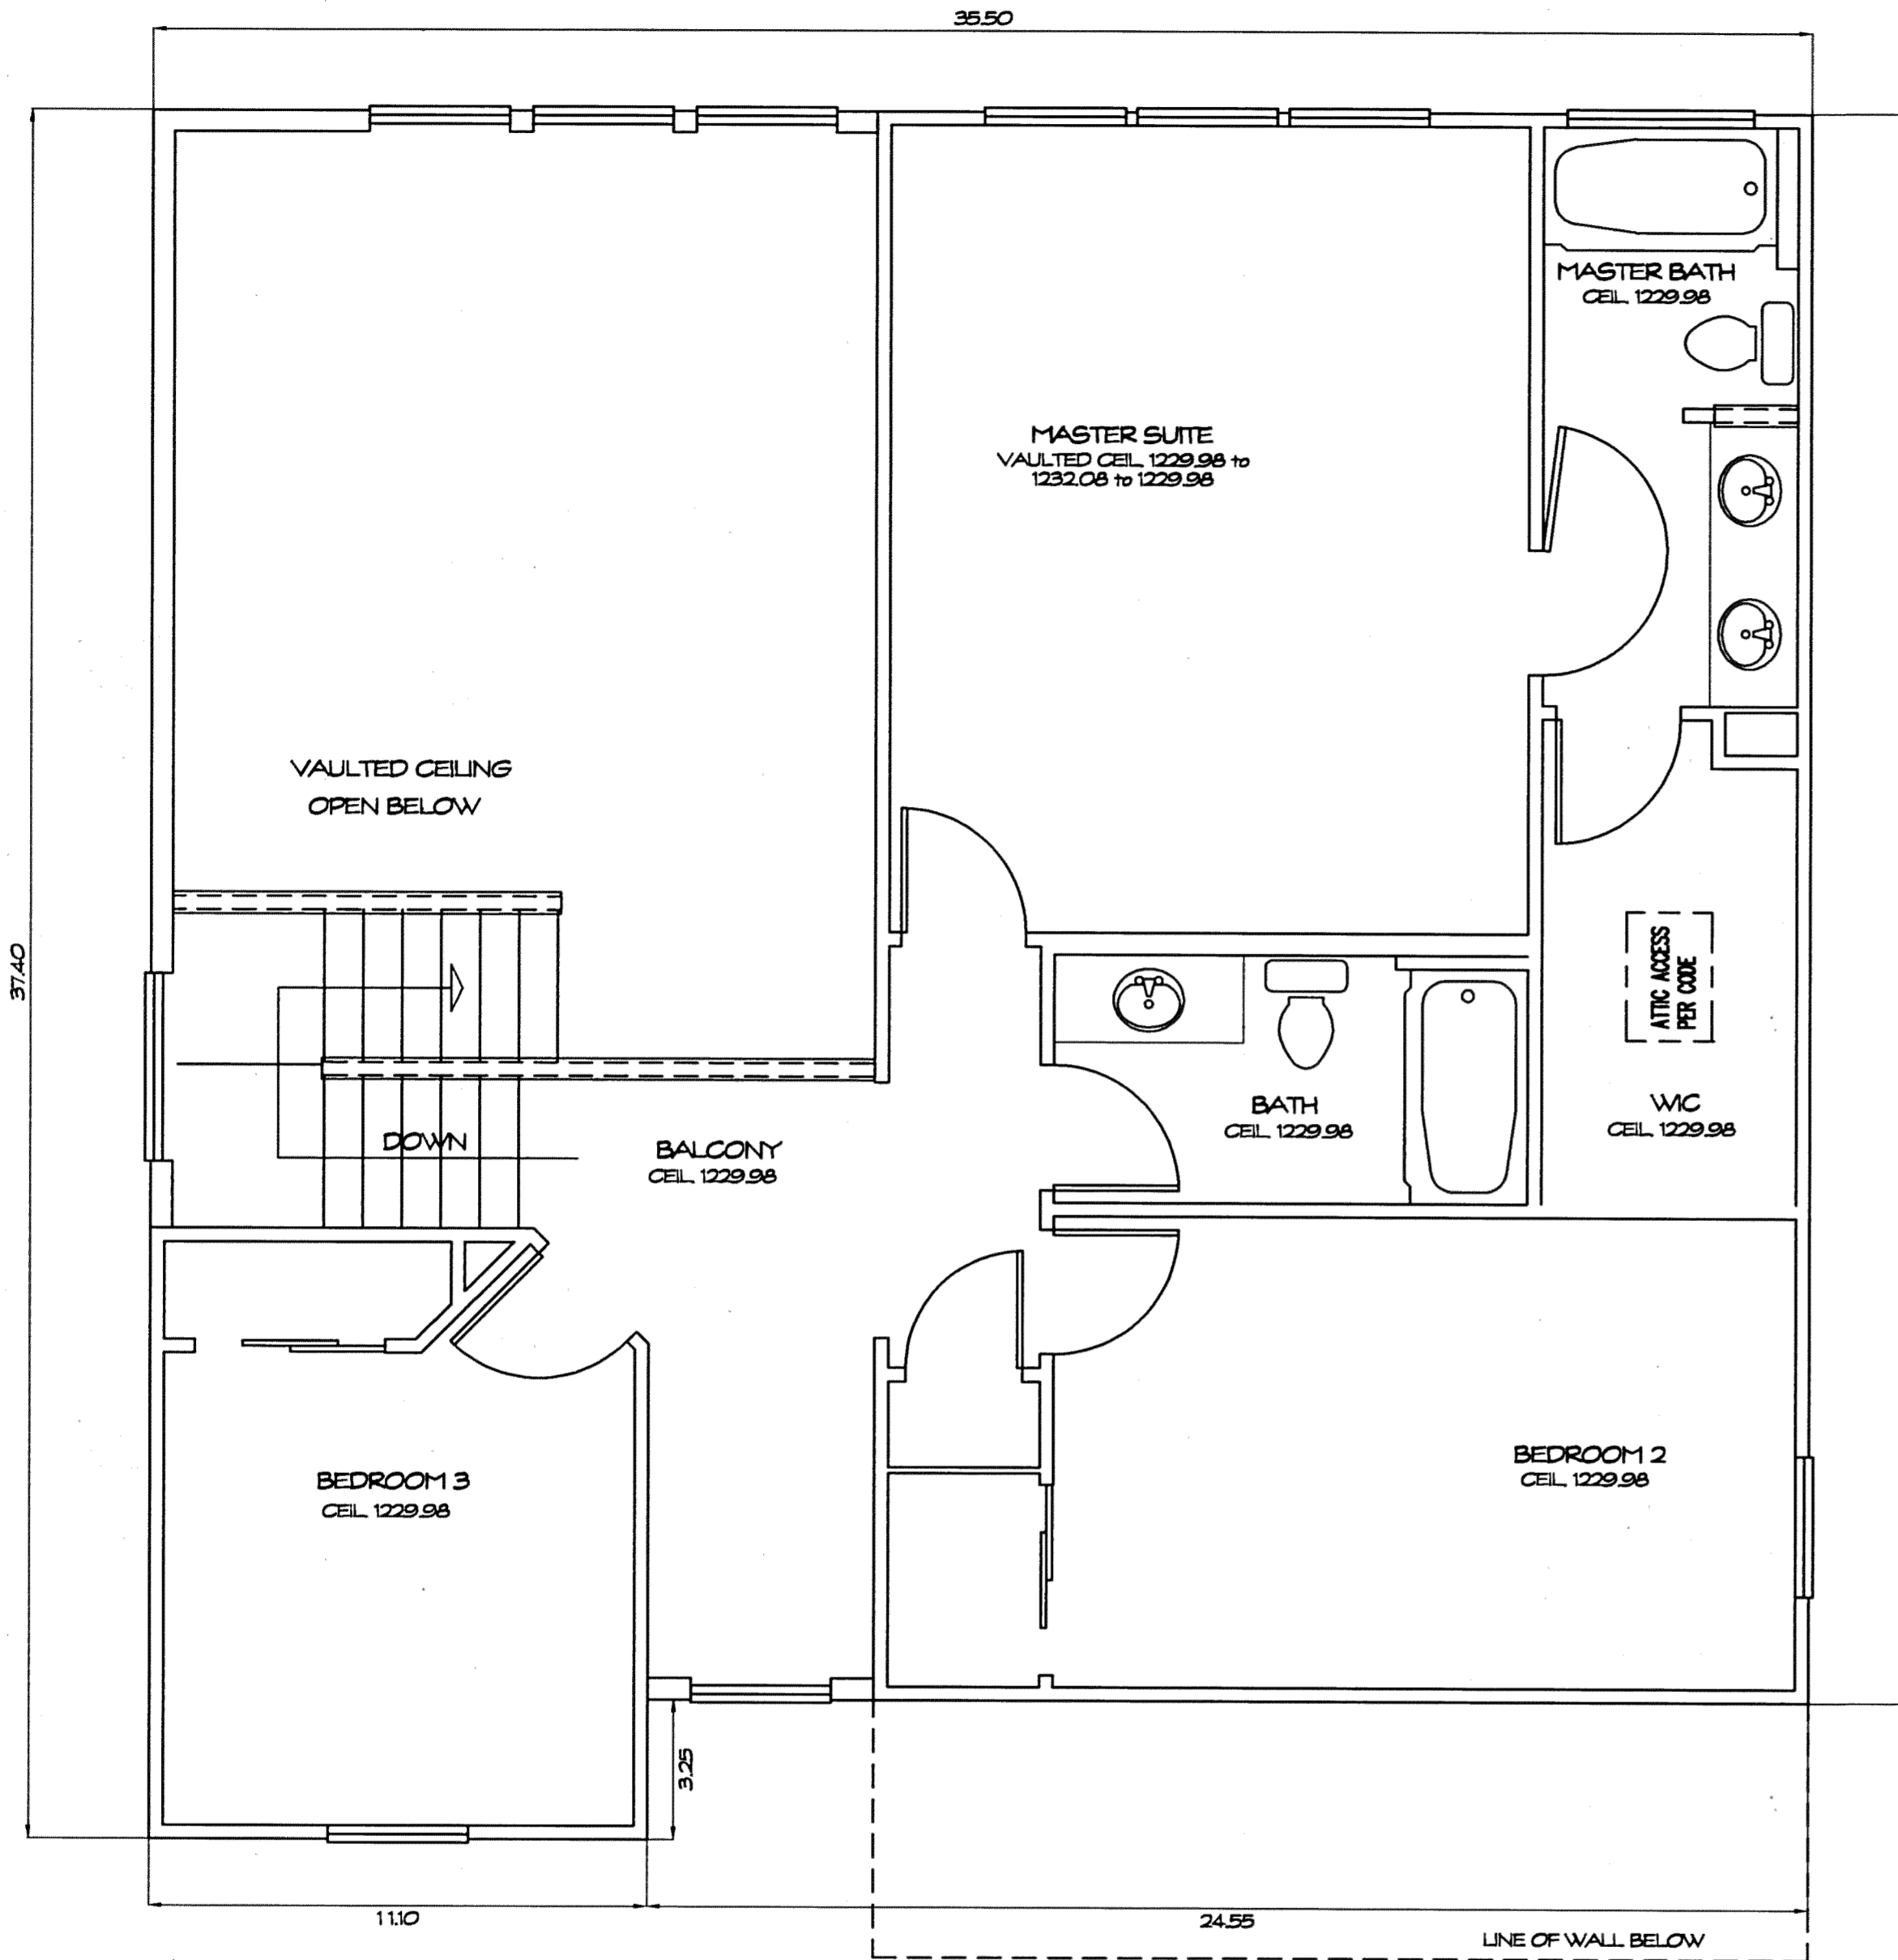 35.50
MASTER BATH
CEIL. 1229.98
MASTER SUITE
VAULTED CEIL. 1229.98 to
1232.08 to 1229.98
VAULTED CEILING
OPEN BELOW
37.40
ATTIC ACCESS
PER CODE
WIC
CEIL. 1229.98
BATH
CEIL. 1229.98
DOWN
BALCONY
CEIL. 1229.98
BEDROOM 2
CEIL. 1229.98
BEDROOM 3
CEIL. 1229.98
3.25
11.10
24.55
LINE OF WALL BELOW